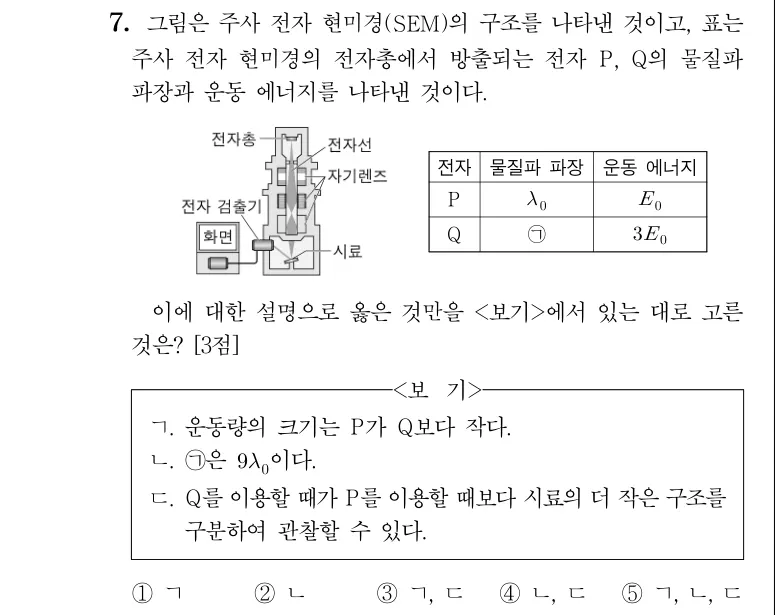 7. 그림은 주사 전자 현미경(SEM)의 구조를 나타낸 것이고, 표는
주사 전자 현미경의 전자총에서 방출되는 전자 P, Q의 물질파
파장과 운동 에너지를 나타낸 것이다.
전자총
전자선
자기렌즈
전자 검출기
화면
시료
전자 물질파 파장 운동 에너지
P λ₀ E₀
Q ㉠ 3E₀
이에 대한 설명으로 옳은 것만을 <보기>에서 있는 대로 고른
것은? [3점]
<보 기>
ㄱ. 운동량의 크기는 P가 Q보다 작다.
ㄴ. ㉠은 9λ₀이다.
ㄷ. Q를 이용할 때가 P를 이용할 때보다 시료의 더 작은 구조를
구분하여 관찰할 수 있다.
① ㄱ ② ㄴ ③ ㄱ, ㄷ ④ ㄴ, ㄷ ⑤ ㄱ, ㄴ, ㄷ